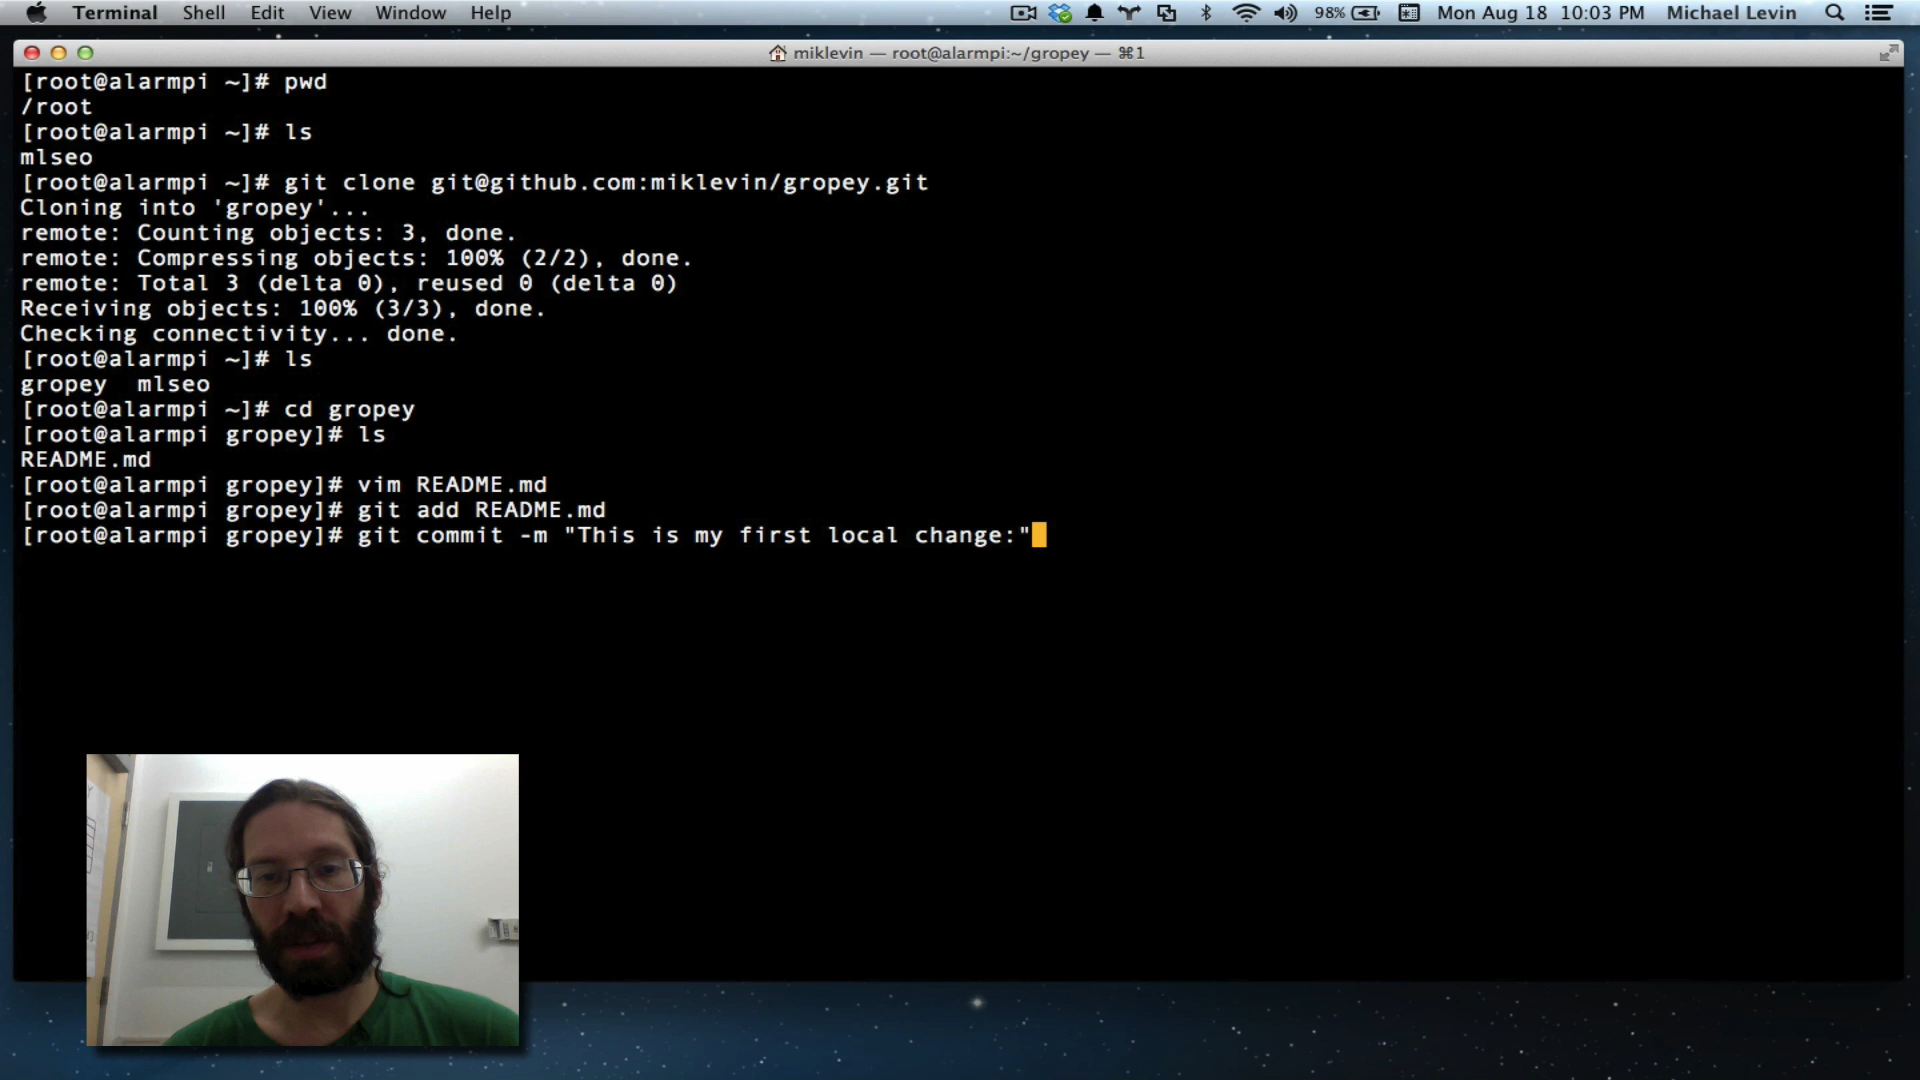 Terminal Shell Edit View Window Help 98% Mon Aug 18 10:03 PM Michael Levin
miklevin — root@alarmpi:~/gropey — ⌘1
[root@alarmpi ~]# pwd
/root
[root@alarmpi ~]# ls
mlseo
[root@alarmpi ~]# git clone git@github.com:miklevin/gropey.git
Cloning into 'gropey'...
remote: Counting objects: 3, done.
remote: Compressing objects: 100% (2/2), done.
remote: Total 3 (delta 0), reused 0 (delta 0)
Receiving objects: 100% (3/3), done.
Checking connectivity... done.
[root@alarmpi ~]# ls
gropey  mlseo
[root@alarmpi ~]# cd gropey
[root@alarmpi gropey]# ls
README.md
[root@alarmpi gropey]# vim README.md
[root@alarmpi gropey]# git add README.md
[root@alarmpi gropey]# git commit -m "This is my first local change:"